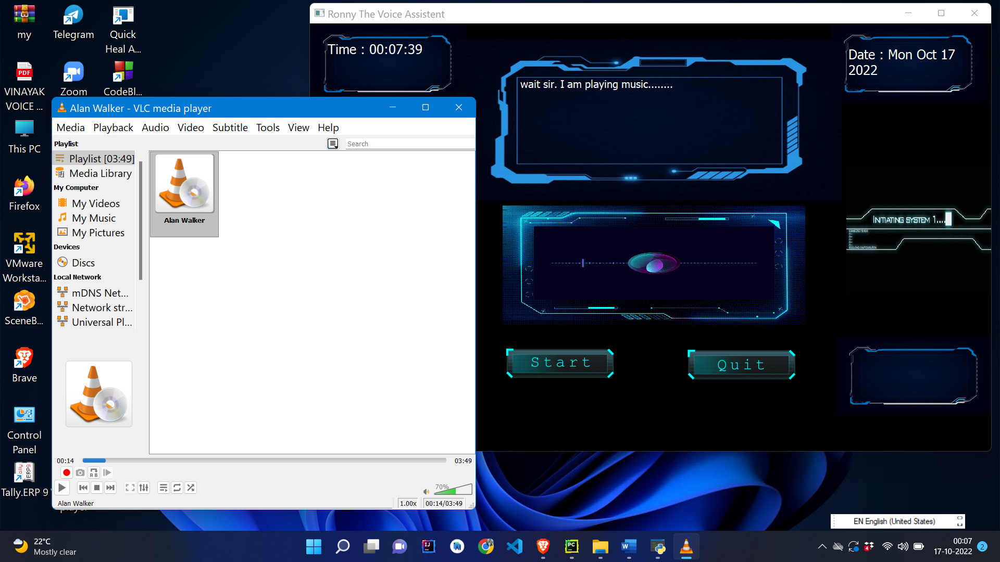 my
Telegram
Quick
Heal A...
PDF
VINAYAK
VOICE ...
Zoom
CodeBl...
This PC
Firefox
VMware
Worksta...
SceneB...
Brave
Control
Panel
Tally.ERP 9
Ronny The Voice Assistent
Time : 00:07:39
wait sir. I am playing music........
Date : Mon Oct 17
2022
INITIATING SYSTEM 1....
Start
Quit
Alan Walker - VLC media player
Media Playback Audio Video Subtitle Tools View Help
Playlist
Search
Playlist [03:49]
Media Library
My Computer
My Videos
My Music
My Pictures
Devices
Discs
Local Network
mDNS Net...
Network str...
Universal Pl...
Alan Walker
00:14
03:49
70%
Alan Walker
1.00x
00:14/03:49
player
EN English (United States)
22°C
Mostly clear
00:07
17-10-2022
2